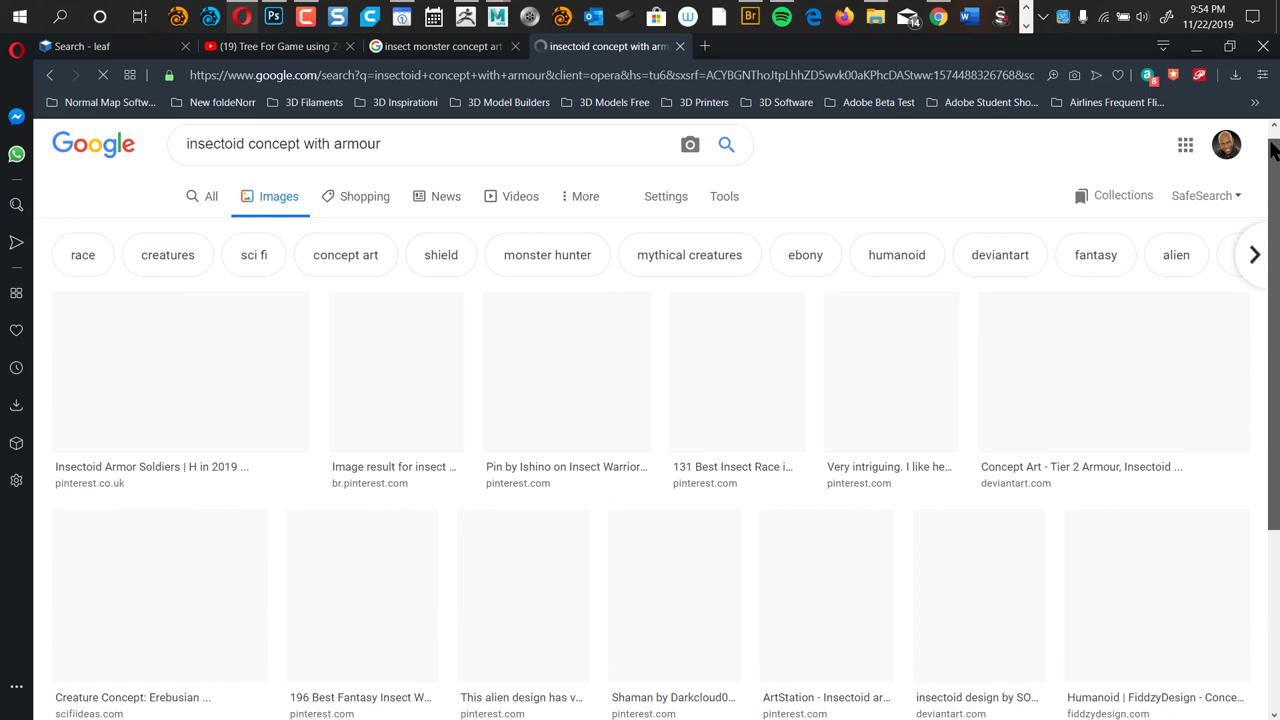 9:54 PM
11/22/2019
14
Search - leaf
(19) Tree For Game using Z
insect monster concept art
insectoid concept with arm
https://www.google.com/search?q=insectoid+concept+with+armour&client=opera&hs=tu6&sxsrf=ACYBGNThoJtpLhhZD5wvk00aKPhcDAStww:1574488326768&sc
8
Normal Map Softw...
New foldeNorr
3D Filaments
3D Inspirationi
3D Model Builders
3D Models Free
3D Printers
3D Software
Adobe Beta Test
Adobe Student Sho...
Airlines Frequent Fli...
Google
insectoid concept with armour
All
Images
Shopping
News
Videos
More
Settings
Tools
Collections
SafeSearch
race
creatures
sci fi
concept art
shield
monster hunter
mythical creatures
ebony
humanoid
deviantart
fantasy
alien
Insectoid Armor Soldiers | H in 2019 ...
Image result for insect ...
Pin by Ishino on Insect Warrior...
131 Best Insect Race i...
Very intriguing. I like he...
Concept Art - Tier 2 Armour, Insectoid ...
pinterest.co.uk
br.pinterest.com
pinterest.com
pinterest.com
pinterest.com
deviantart.com
Creature Concept: Erebusian ...
196 Best Fantasy Insect W...
This alien design has v...
Shaman by Darkcloud0...
ArtStation - Insectoid ar...
insectoid design by SO...
Humanoid | FiddzyDesign - Conce...
scifiideas.com
pinterest.com
pinterest.com
pinterest.com
pinterest.com
deviantart.com
fiddzydesign.com